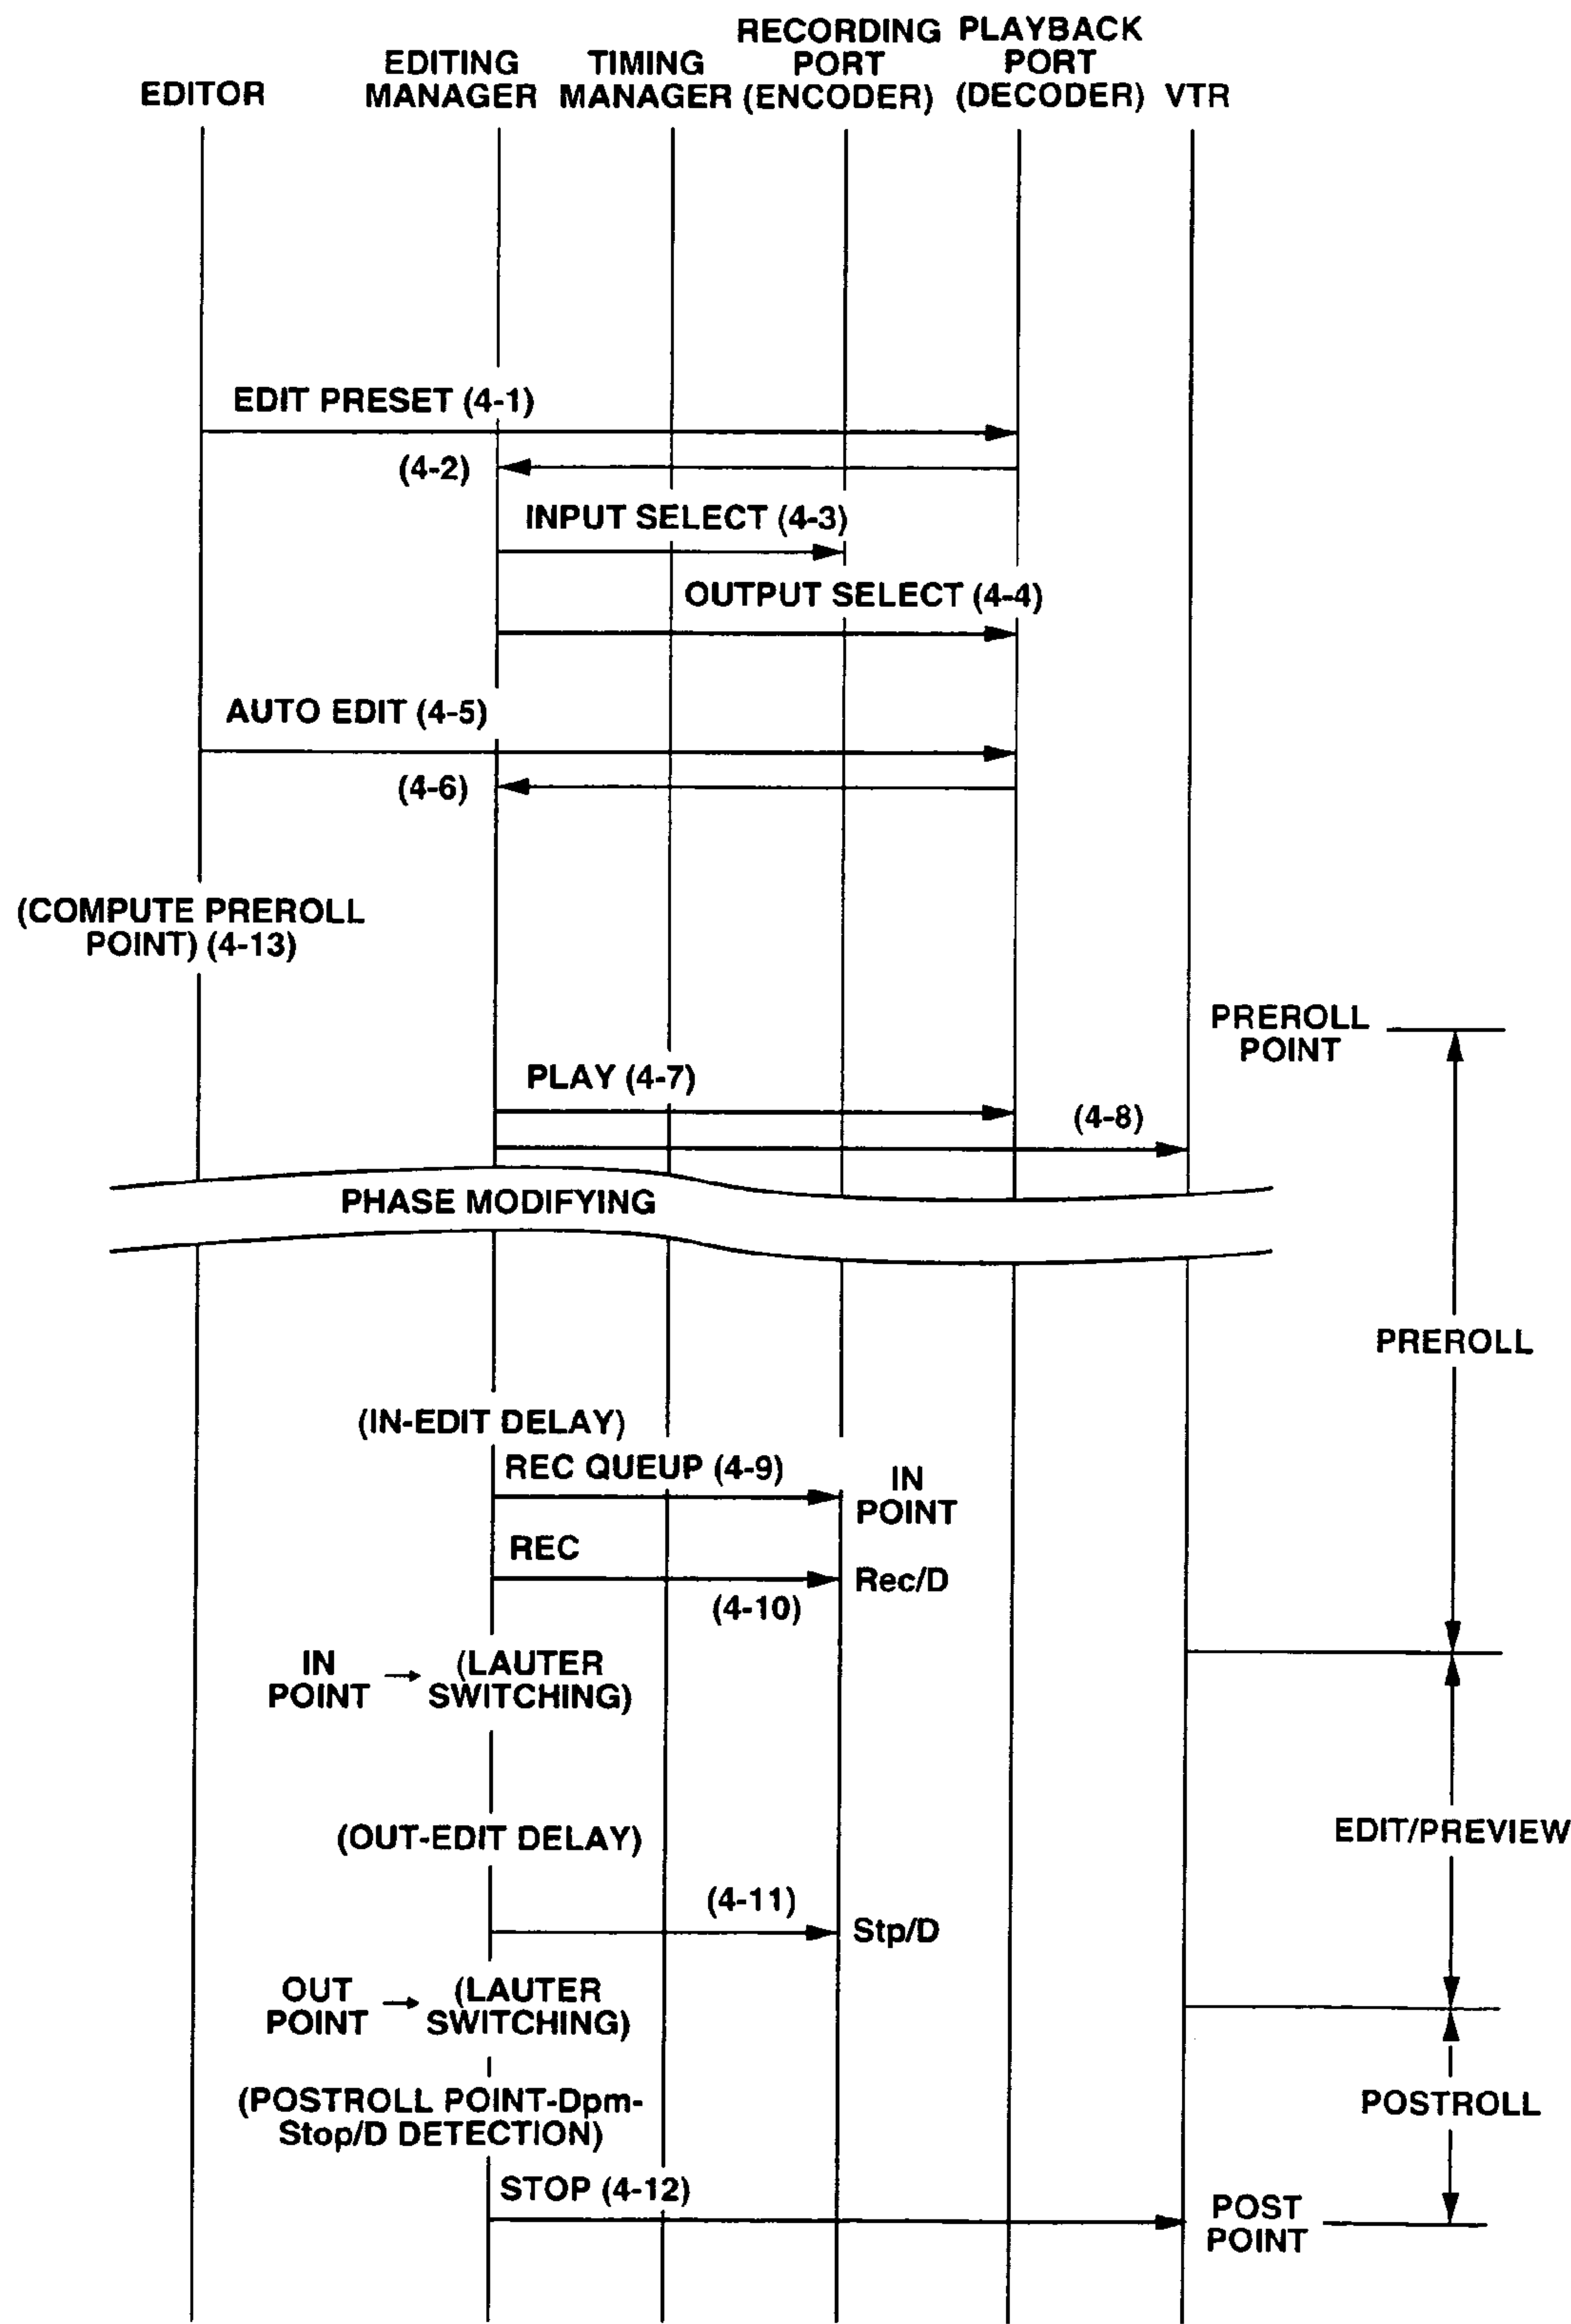 RECORDING PLAYBACK
EDITING TIMING PORT PORT
EDITOR MANAGER MANAGER (ENCODER) (DECODER) VTR
EDIT PRESET (4-1)
(4-2)
INPUT SELECT (4-3)
OUTPUT SELECT (4-4)
AUTO EDIT (4-5)
(4-6)
(COMPUTE PREROLL
POINT) (4-13)
PREROLL
POINT
PLAY (4-7)
(4-8)
PHASE MODIFYING
PREROLL
(IN-EDIT DELAY)
REC QUEUP (4-9)
IN
POINT
REC
Rec/D
(4-10)
IN
POINT
(LAUTER
SWITCHING)
(OUT-EDIT DELAY)
EDIT/PREVIEW
(4-11)
Stp/D
OUT
POINT
(LAUTER
SWITCHING)
(POSTROLL POINT-Dpm-
Stop/D DETECTION)
POSTROLL
STOP (4-12)
POST
POINT